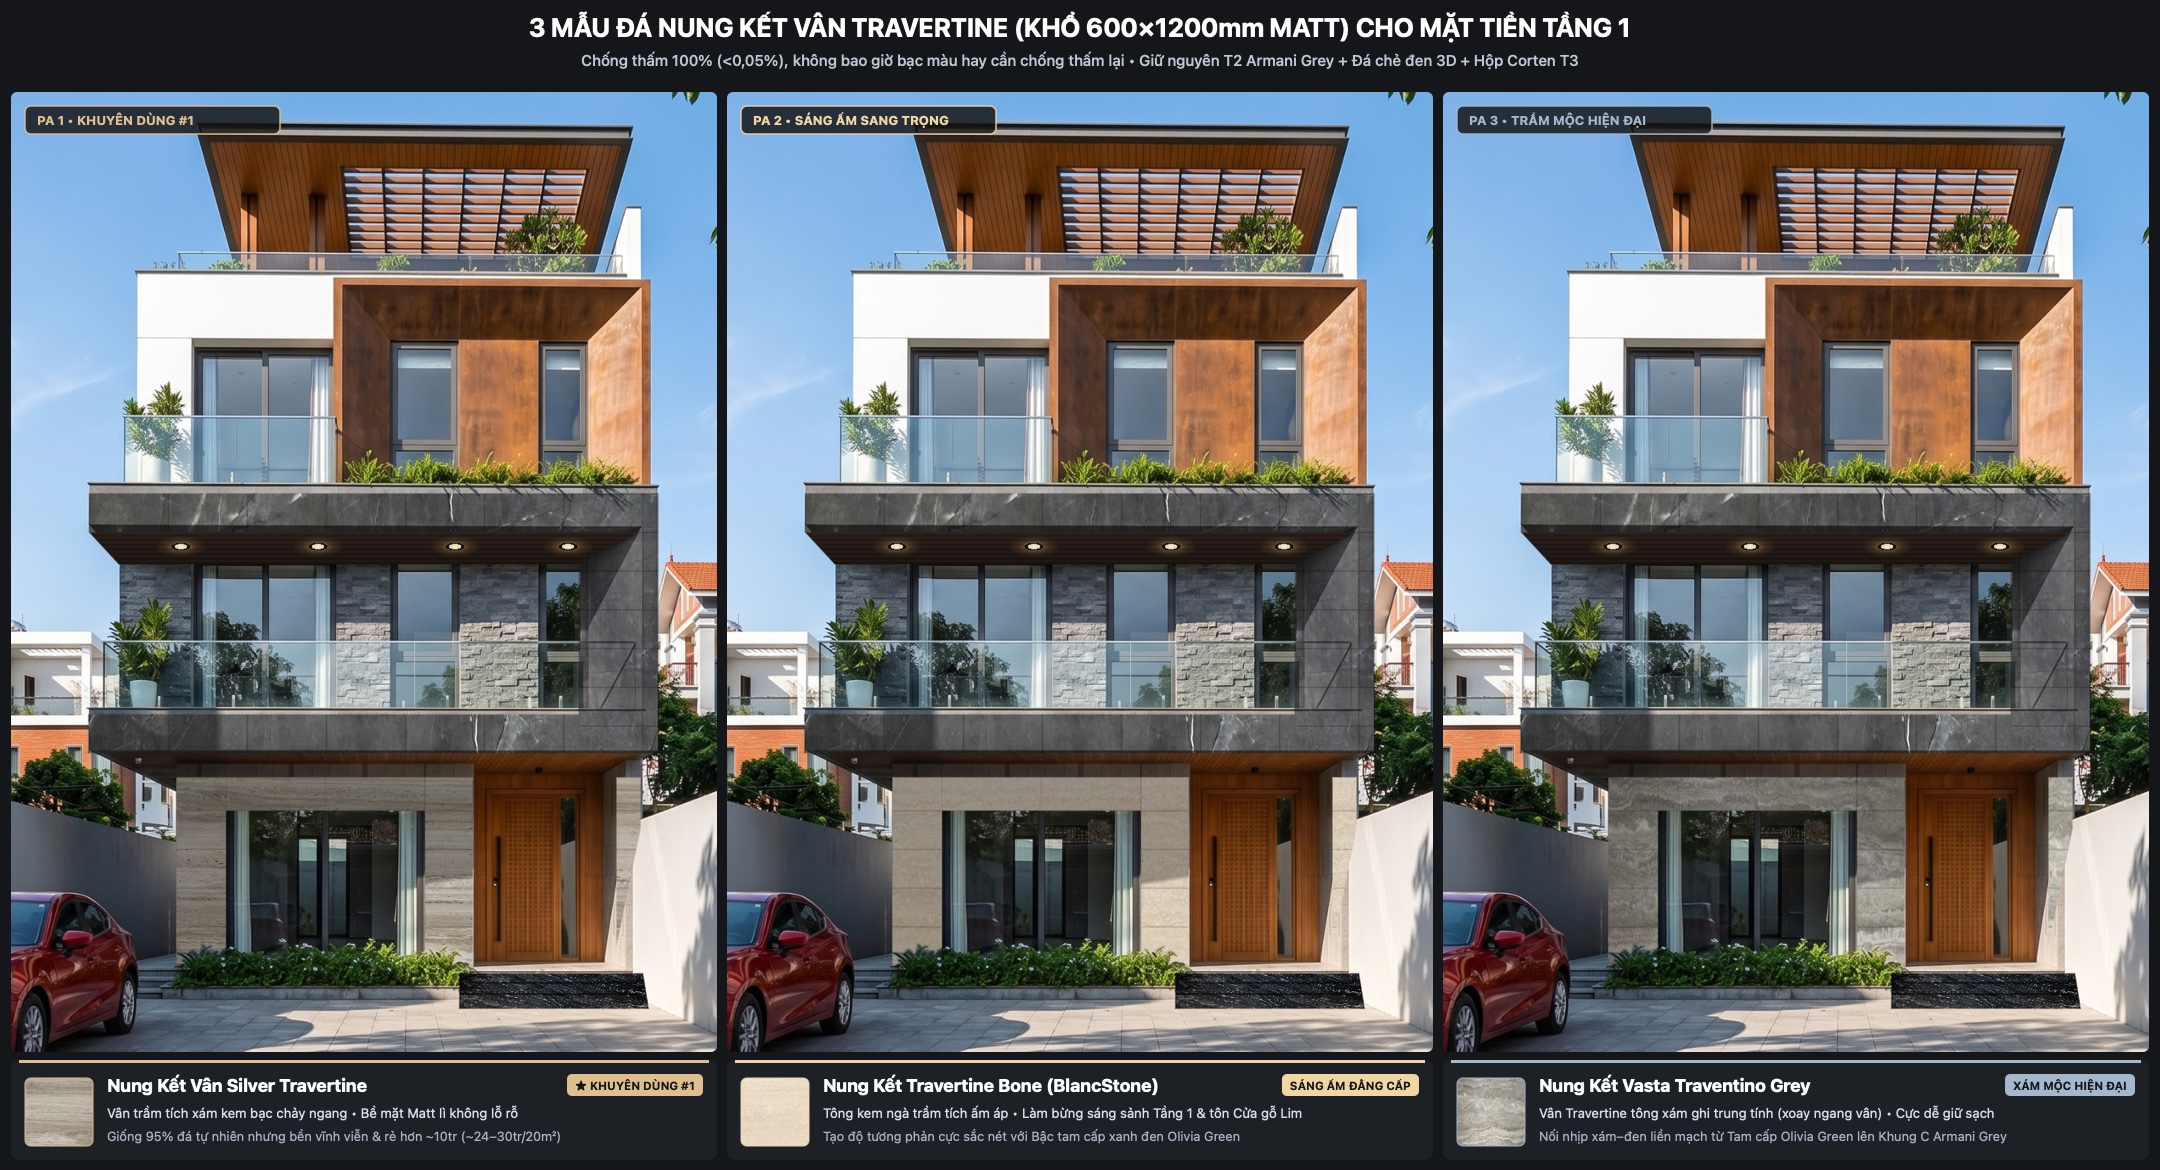 3 MẪU ĐÁ NUNG KẾT VÂN TRAVERTINE (KHỔ 600×1200mm MATT) CHO MẶT TIỀN TẦNG 1
Chống thấm 100% (<0,05%), không bao giờ bạc màu hay cần chống thấm lại • Giữ nguyên T2 Armani Grey + Đá chẻ đen 3D + Hộp Corten T3
PA 1 • KHUYÊN DÙNG #1
PA 2 • SÁNG ẤM SANG TRỌNG
PA 3 • TRẦM MỘC HIỆN ĐẠI
Nung Kết Vân Silver Travertine
★ KHUYÊN DÙNG #1
Vân trầm tích xám kem bạc chảy ngang • Bề mặt Matt lì không lỗ rỗ
Giống 95% đá tự nhiên nhưng bền vĩnh viễn & rẻ hơn ~10tr (~24–30tr/20m²)
Nung Kết Travertine Bone (BlancStone)
SÁNG ẤM ĐẲNG CẤP
Tông kem ngà trầm tích ấm áp • Làm bừng sáng sảnh Tầng 1 & tôn Cửa gỗ Lim
Tạo độ tương phản cực sắc nét với Bậc tam cấp xanh đen Olivia Green
Nung Kết Vasta Traventino Grey
XÁM MỘC HIỆN ĐẠI
Vân Travertine tông xám ghi trung tính (xoay ngang vân) • Cực dễ giữ sạch
Nối nhịp xám–đen liền mạch từ Tam cấp Olivia Green lên Khung C Armani Grey